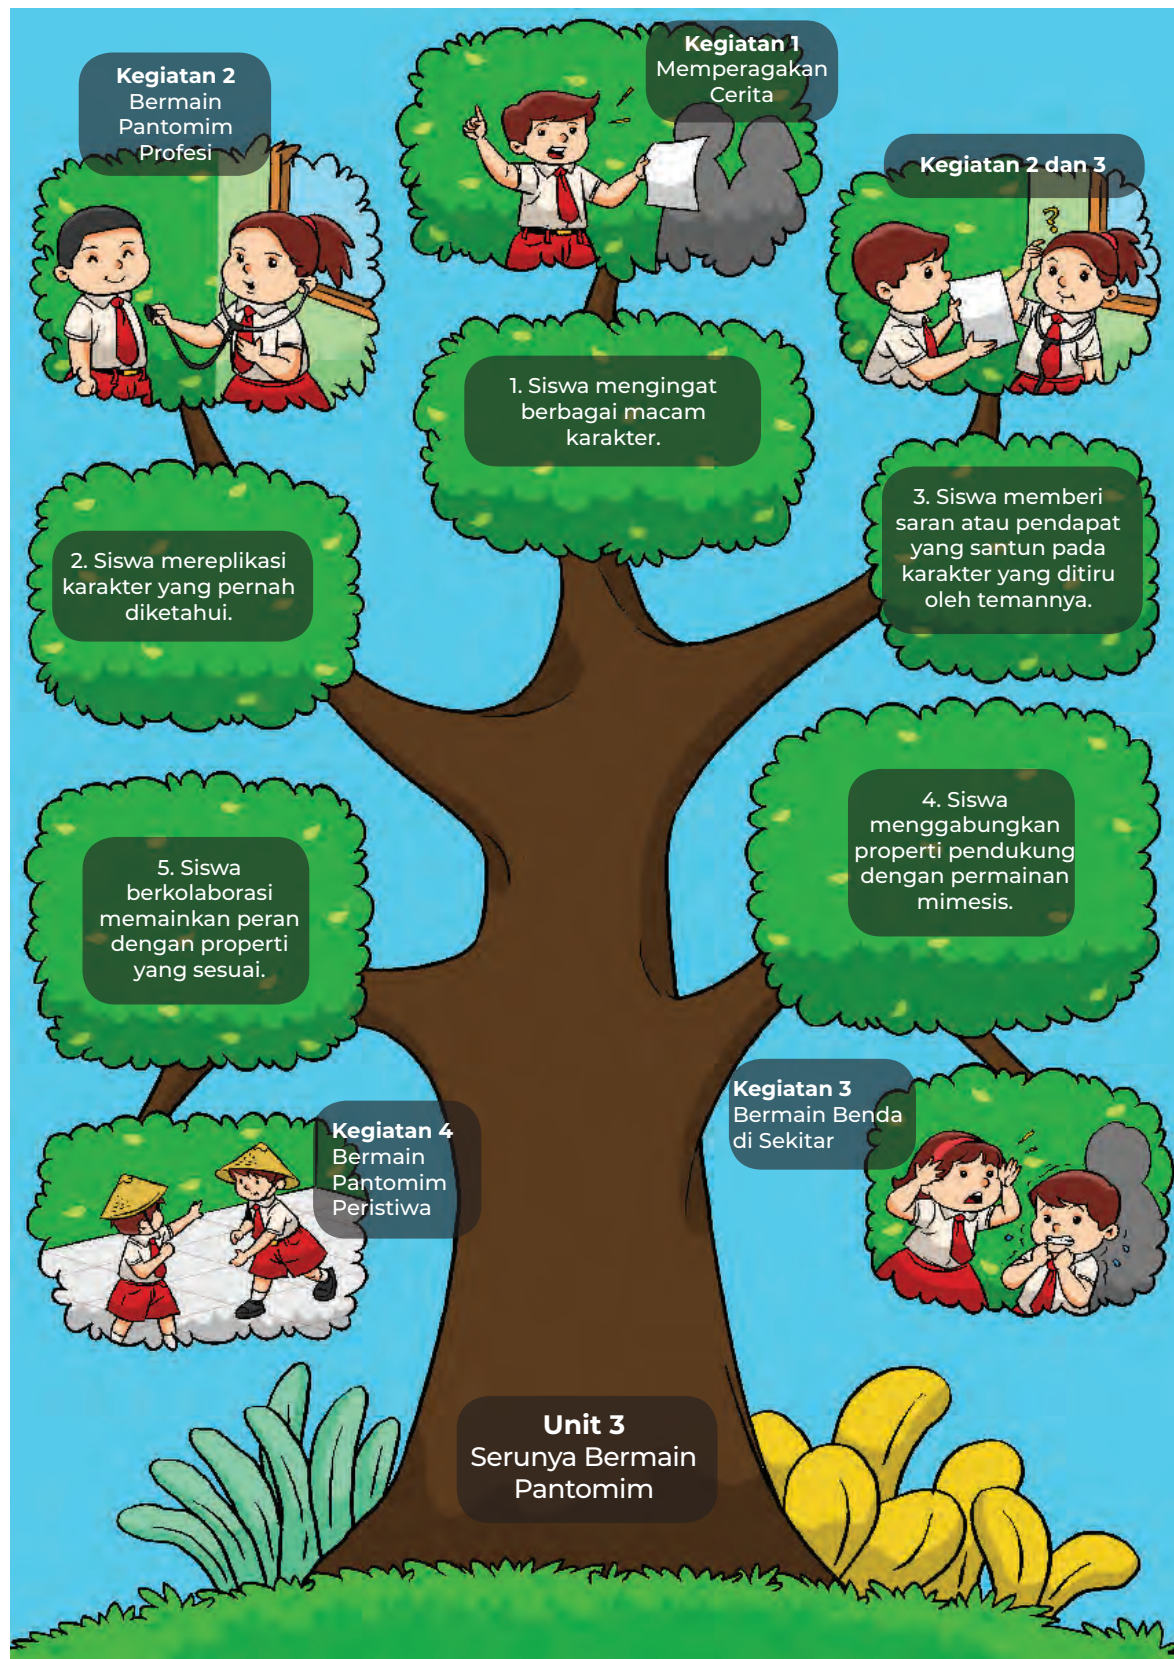 Kegiatan 1
Memperagakan
Cerita
Kegiatan 2
Bermain
Pantomim
Profesi
Kegiatan 2 dan 3
?
1. Siswa mengingat
berbagai macam
karakter.
2. Siswa mereplikasi
karakter yang pernah
diketahui.
3. Siswa memberi
saran atau pendapat
yang santun pada
karakter yang ditiru
oleh temannya.
4. Siswa
menggabungkan
properti pendukung
dengan permainan
mimesis.
5. Siswa
berkolaborasi
memainkan peran
dengan properti
yang sesuai.
Kegiatan 3
Bermain Benda
di Sekitar
Kegiatan 4
Bermain
Pantomim
Peristiwa
Unit 3
Serunya Bermain
Pantomim